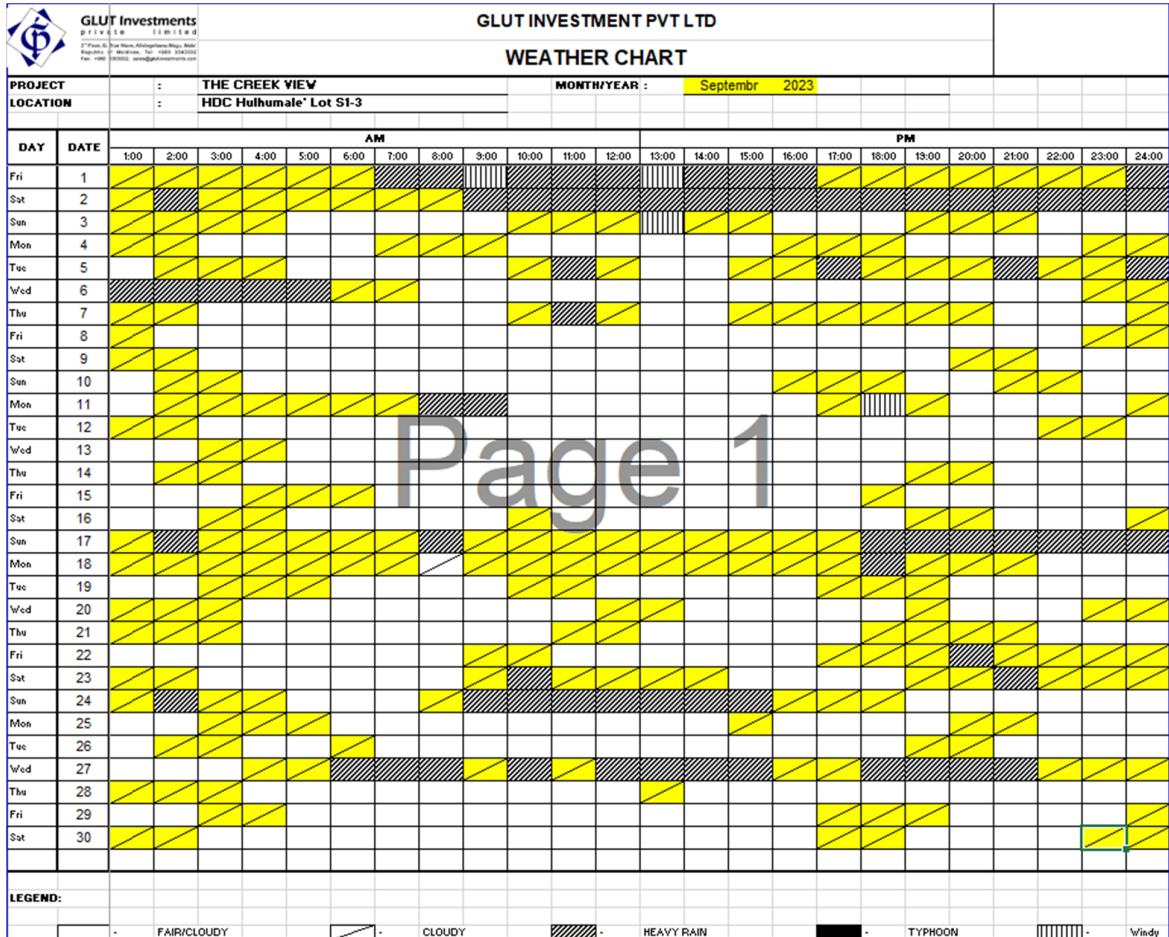 GLUT Investments
private limited
GLUT INVESTMENT PVT LTD
WEATHER CHART
PROJECT : THE CREEK VIEW MONTH/YEAR : Septembr 2023
LOCATION : HDC Hulhumale' Lot S1-3
DAY DATE AM PM
1:00 2:00 3:00 4:00 5:00 6:00 7:00 8:00 9:00 10:00 11:00 12:00 13:00 14:00 15:00 16:00 17:00 18:00 19:00 20:00 21:00 22:00 23:00 24:00
Fri 1
Sat 2
Sun 3
Mon 4
Tue 5
Wed 6
Thu 7
Fri 8
Sat 9
Sun 10
Mon 11
Tue 12
Wed 13
Thu 14
Fri 15
Sat 16
Sun 17
Mon 18
Tue 19
Wed 20
Thu 21
Fri 22
Sat 23
Sun 24
Mon 25
Tue 26
Wed 27
Thu 28
Fri 29
Sat 30
Page 1
LEGEND:
- FAIR/CLOUDY - CLOUDY - HEAVY RAIN - TYPHOON - Windy